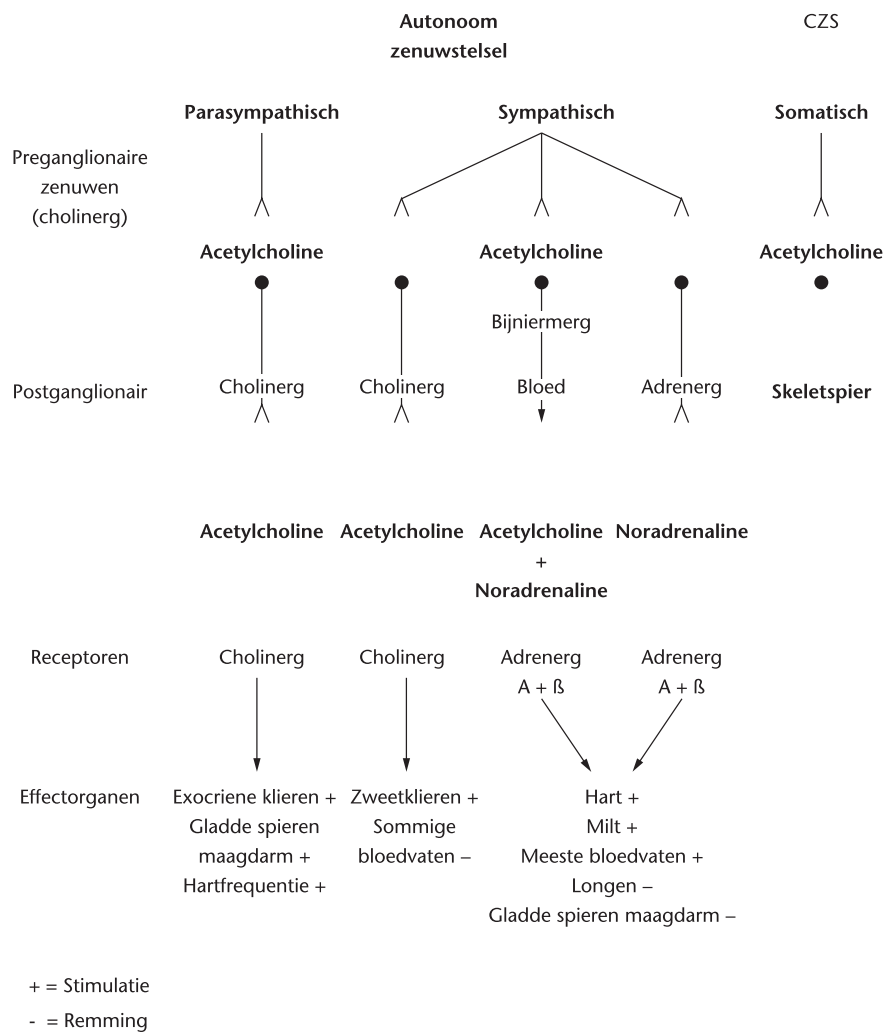 Autonoom
zenuwstelsel
CZS
Parasympathisch
Sympathisch
Somatisch
Preganglionaire
zenuwen
(cholinerg)
Acetylcholine
Acetylcholine
Acetylcholine
Bijniermerg
Postganglionair
Cholinerg
Cholinerg
Bloed
Adrenerg
Skeletspier
Acetylcholine
Acetylcholine
Acetylcholine
+
Noradrenaline
Noradrenaline
Receptoren
Cholinerg
Cholinerg
Adrenerg
A + ß
Adrenerg
A + ß
Effectorganen
Exocriene klieren +
Gladde spieren
maagdarm +
Hartfrequentie +
Zweetklieren +
Sommige
bloedvaten –
Hart +
Milt +
Meeste bloedvaten +
Longen –
Gladde spieren maagdarm –
+ = Stimulatie
- = Remming